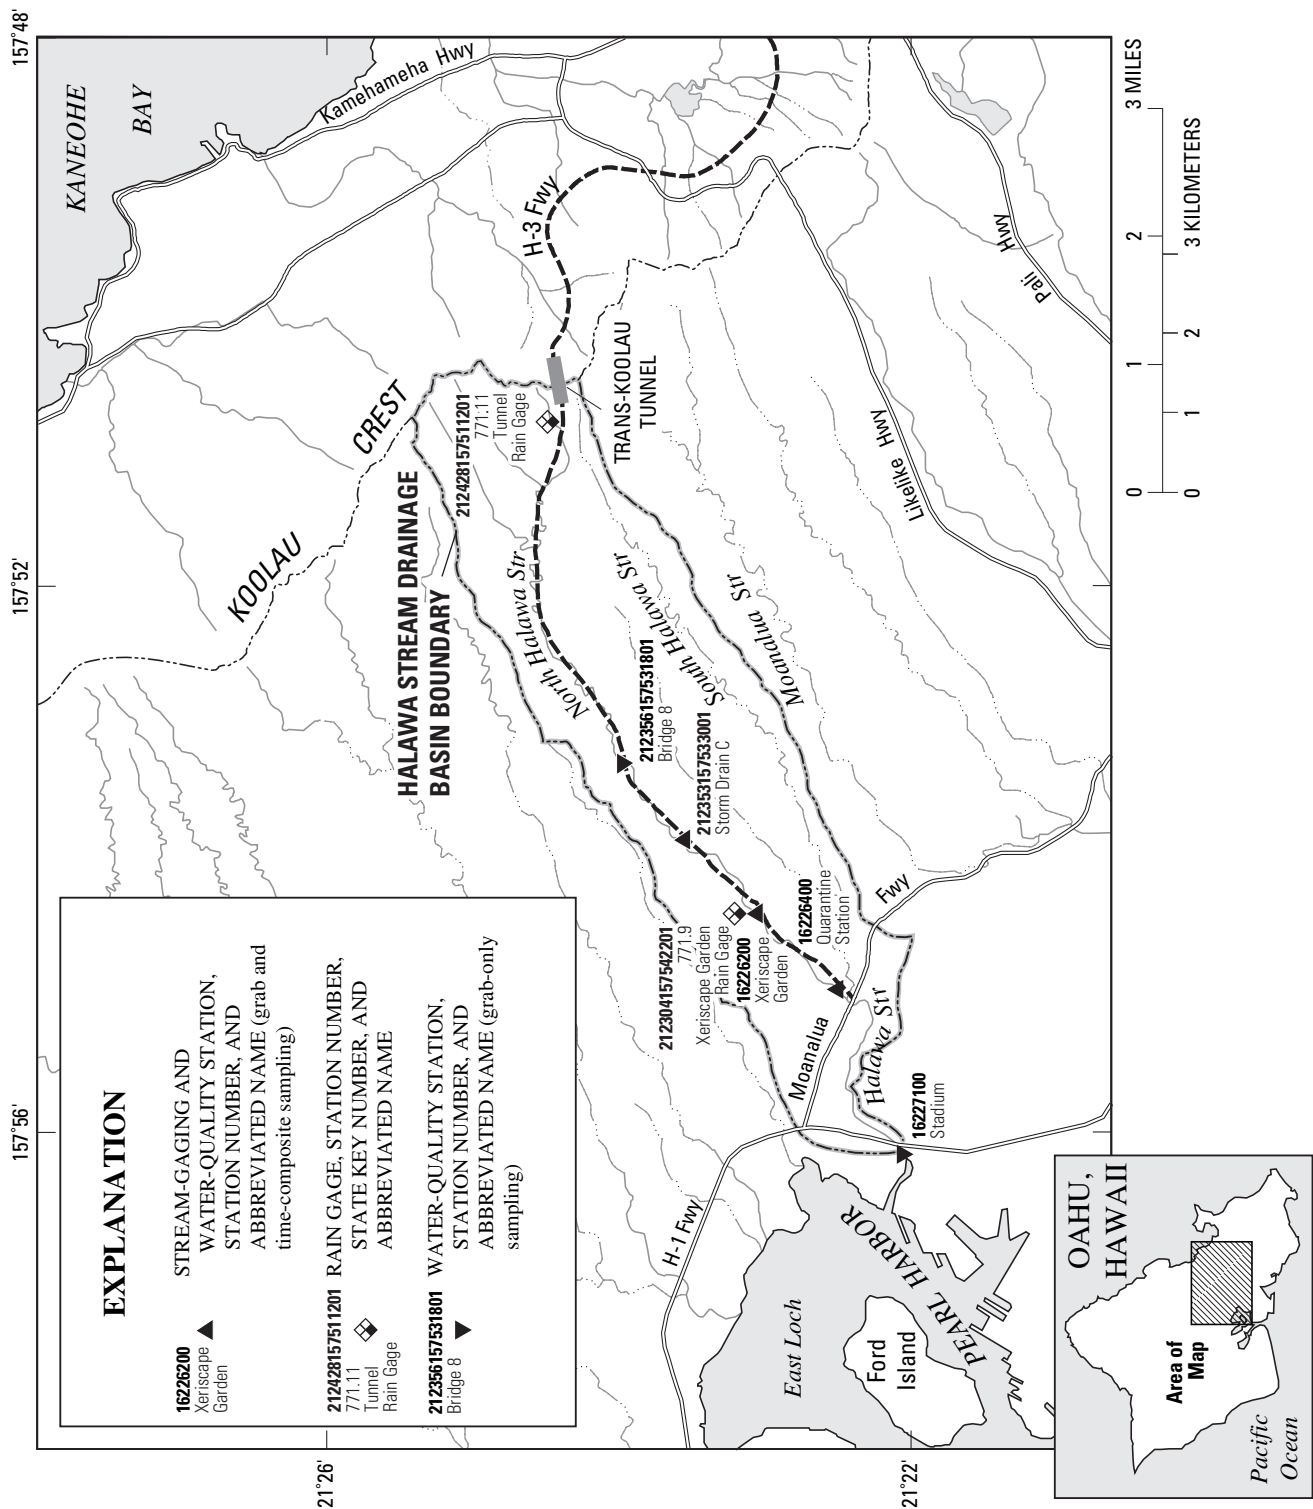 157°56'
157°52'
157°48'
21°26'
21°22'
EXPLANATION
16226200
Xeriscape
Garden
STREAM-GAGING AND
WATER-QUALITY STATION,
STATION NUMBER, AND
ABBREVIATED NAME (grab and
time-composite sampling)
212428157511201
771.11
Tunnel
Rain Gage
RAIN GAGE, STATION NUMBER,
STATE KEY NUMBER, AND
ABBREVIATED NAME
212356157531801
Bridge 8
WATER-QUALITY STATION,
STATION NUMBER, AND
ABBREVIATED NAME (grab-only
sampling)
KANEOHE
BAY
Kamehameha Hwy
KOOLAU
CREST
HALAWA STREAM DRAINAGE
BASIN BOUNDARY
212428157511201
771.11
Tunnel
Rain Gage
H-3 Fwy
TRANS-KOOLAU
TUNNEL
North Halawa Str
South Halawa Str
Moanalua Str
212356157531801
Bridge 8
212353157533001
Storm Drain C
212304157542201
771.9
Xeriscape Garden
Rain Gage
16226200
Xeriscape
Garden
16226400
Quarantine
Station
Moanalua
Fwy
Halawa Str
16227100
Stadium
H-1 Fwy
Likelike Hwy
Pali Hwy
East Loch
Ford
Island
PEARL HARBOR
OAHU,
HAWAII
Area of
Map
Pacific
Ocean
0 1 2 3 MILES
0 1 2 3 KILOMETERS